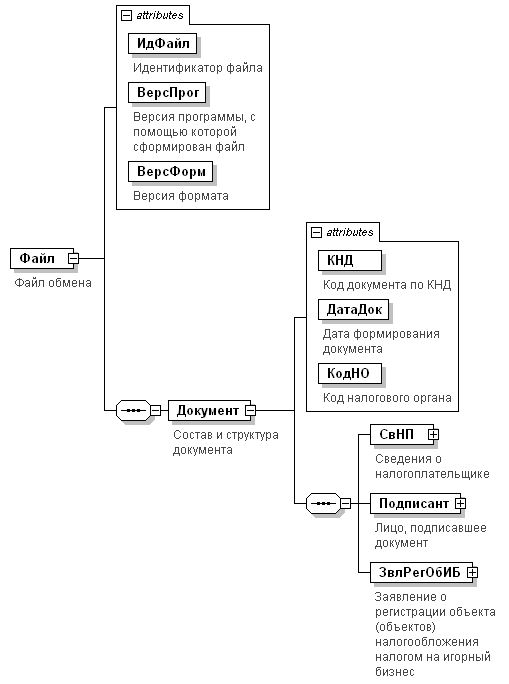 attributes
ИдФайл
Идентификатор файла
ВерсПрог
Версия программы, с
помощью которой
сформирован файл
ВерсФорм
Версия формата
Файл
Файл обмена
attributes
КНД
Код документа по КНД
ДатаДок
Дата формирования
документа
КодНО
Код налогового органа
Документ
Состав и структура
документа
СвНП
Сведения о
налогоплательщике
Подписант
Лицо, подписавшее
документ
ЗвлРегОбИБ
Заявление о
регистрации объекта
(объектов)
налогообложения
налогом на игорный
бизнес